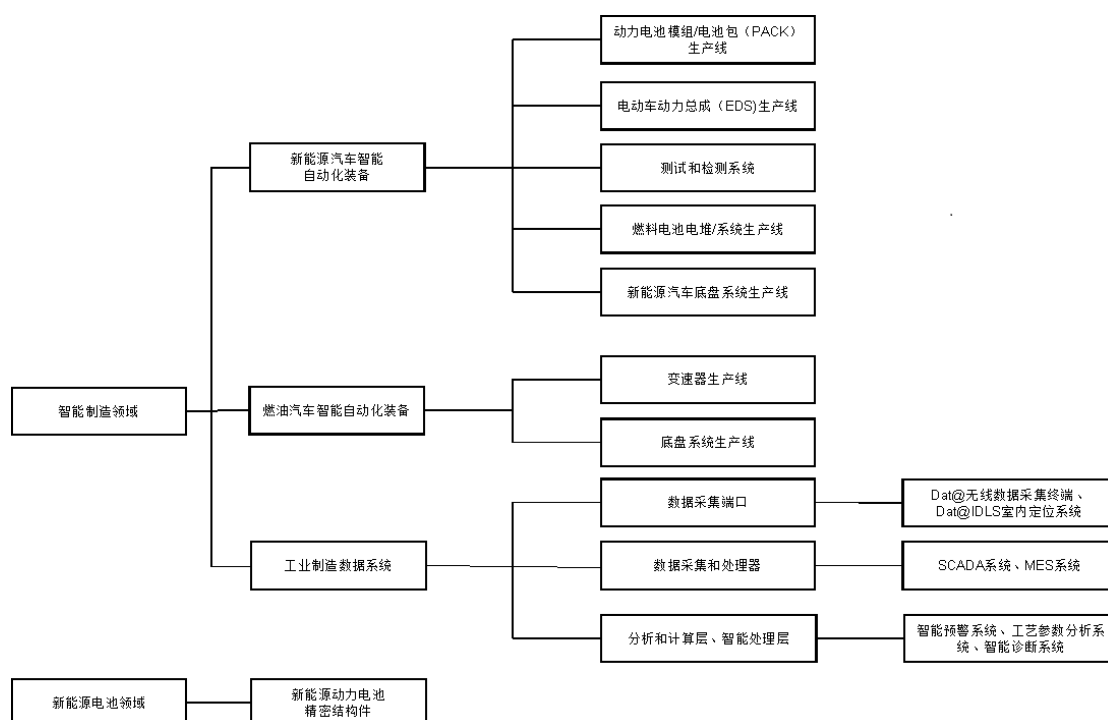 动力电池模组/电池包（PACK）
生产线
电动车动力总成（EDS)生产线
新能源汽车智能
自动化装备
测试和检测系统
燃料电池电堆/系统生产线
新能源汽车底盘系统生产线
变速器生产线
智能制造领域
燃油汽车智能自动化装备
底盘系统生产线
数据采集端口
Dat@无线数据采集终端、
Dat@IDLS室内定位系统
工业制造数据系统
数据采集和处理器
SCADA系统、MES系统
分析和计算层、智能处理层
智能预警系统、工艺参数分析系
统、智能诊断系统
新能源电池领域
新能源动力电池
精密结构件